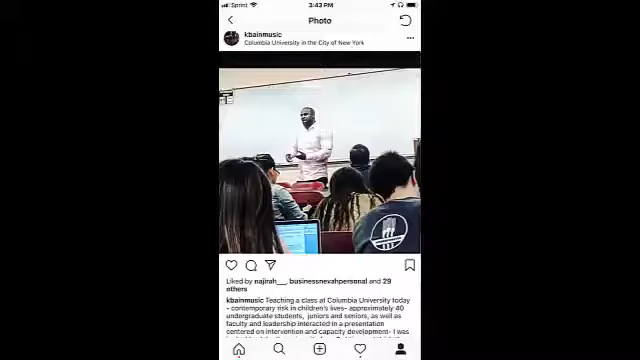 Sprint
3:43 PM
Photo
kbainmusic
Columbia University in the City of New York
Liked by najirah___, businessnevahpersonal and 29
others
kbainmusic Teaching a class at Columbia University today
- contemporary risk in children's lives- approximately 40
undergraduate students, juniors and seniors, as well as
faculty and leadership interacted in a presentation
centered on intervention and capacity development- I was